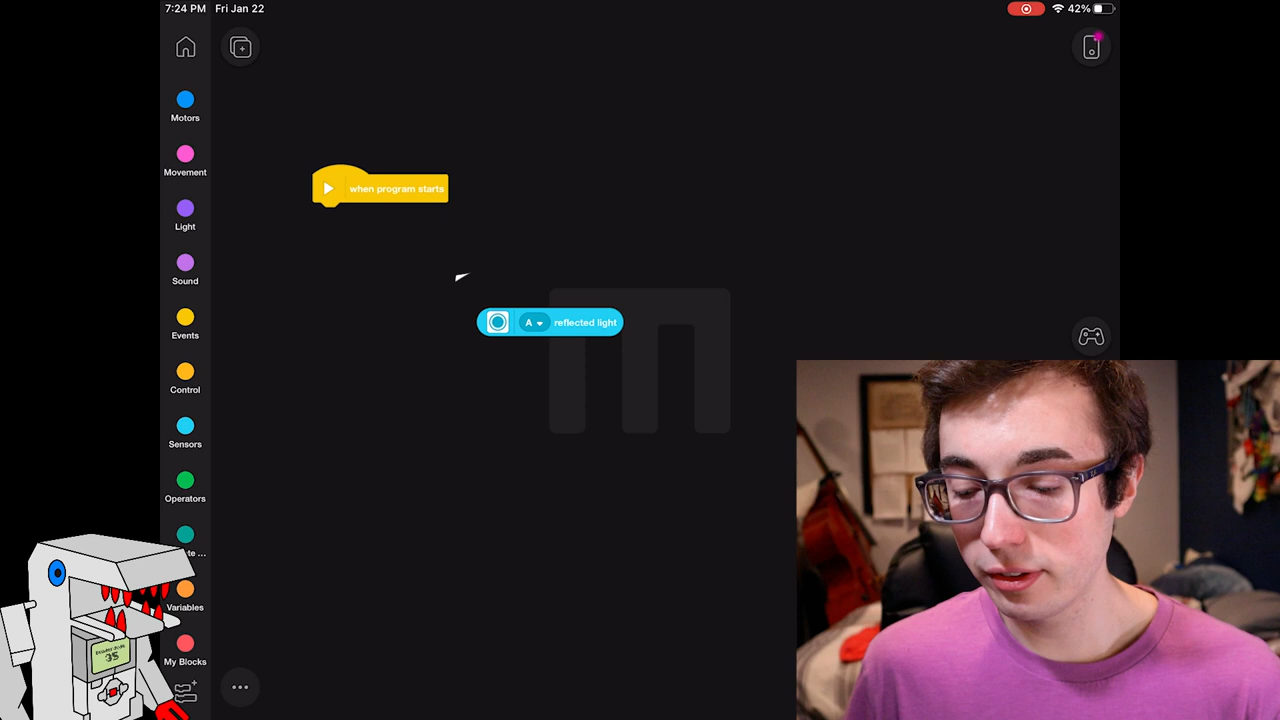 7:24 PM Fri Jan 22
42%
Motors
Movement
Light
Sound
Events
Control
Sensors
Operators
Variables
My Blocks
when program starts
A reflected light
35